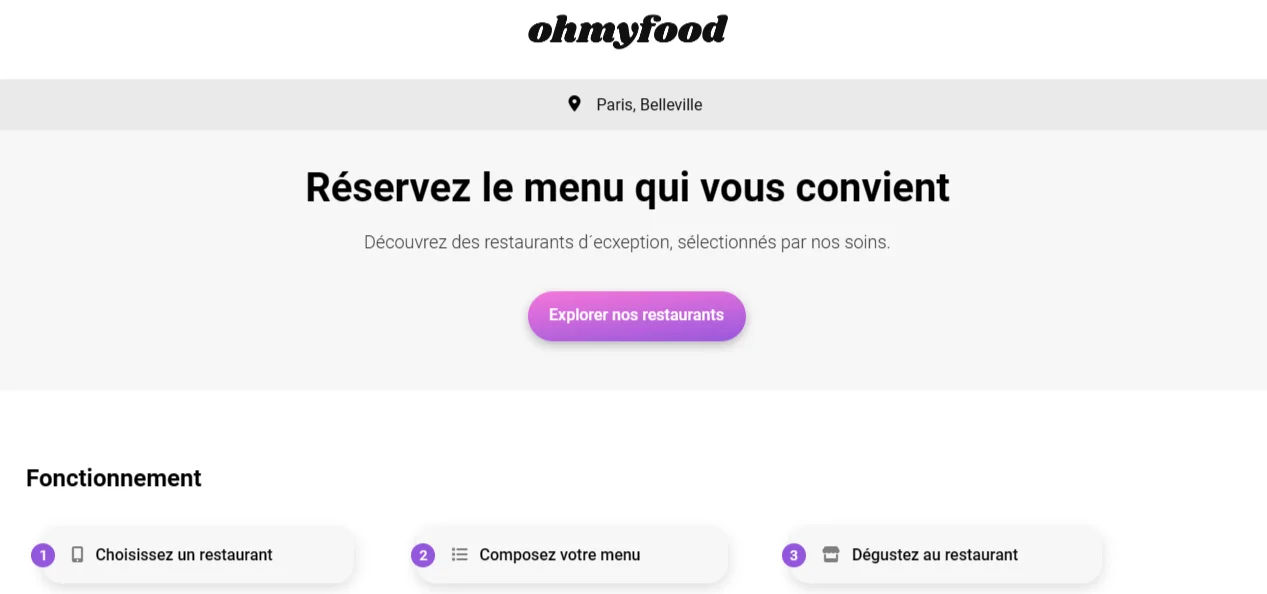 ohmyfood
Paris, Belleville
Réservez le menu qui vous convient
Découvrez des restaurants d´ecxeption, sélectionnés par nos soins.
Explorer nos restaurants
Fonctionnement
1 Choisissez un restaurant
2 Composez votre menu
3 Dégustez au restaurant